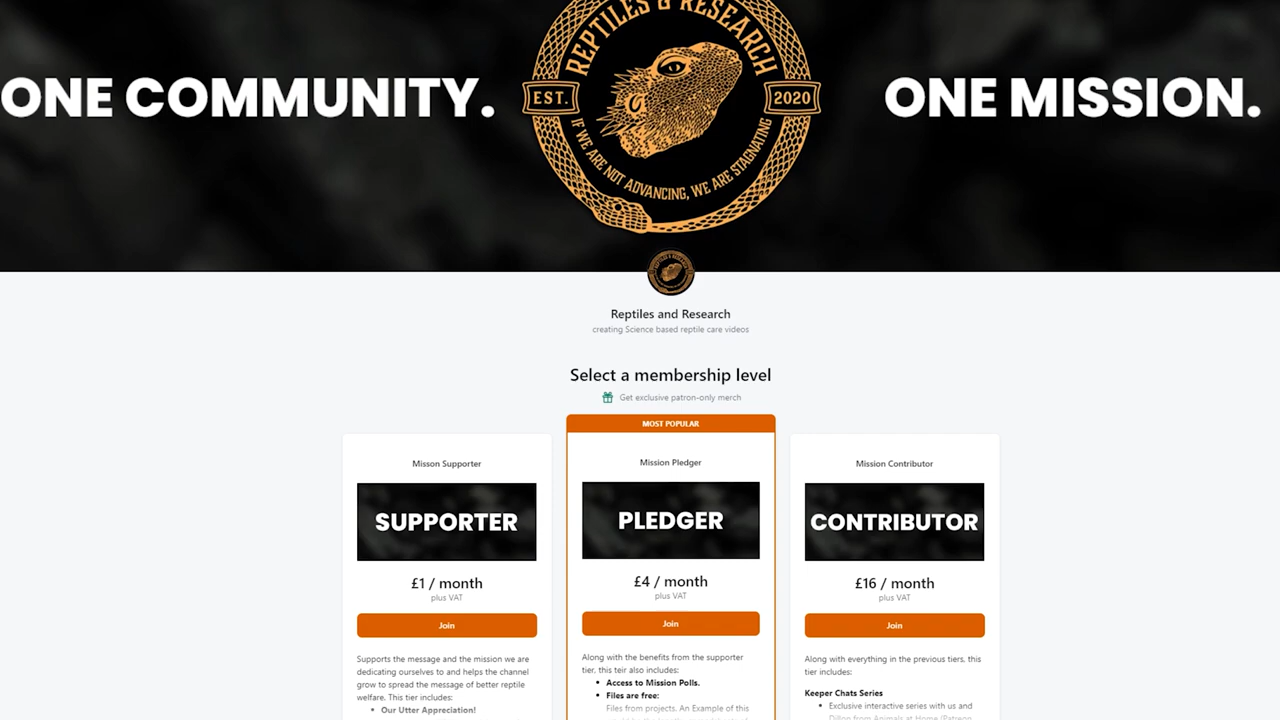 REPTILES & RESEARCH
ONE COMMUNITY.
EST.
2020
ONE MISSION.
IF WE ARE NOT ADVANCING, WE ARE STAGNATING
Reptiles and Research
creating Science based reptile care videos
Select a membership level
Get exclusive patron-only merch
MOST POPULAR
Misson Supporter
SUPPORTER
£1 / month
plus VAT
Join
Supports the message and the mission we are
dedicating ourselves to and helps the channel
grow to spread the message of better reptile
welfare. This tier includes:
Our Utter Appreciation!
Mission Pledger
PLEDGER
£4 / month
plus VAT
Join
Along with the benefits from the supporter
tier, this teir also includes:
Access to Mission Polls.
Files are free:
Files from projects. An Example of this
Mission Contributor
CONTRIBUTOR
£16 / month
plus VAT
Join
Along with everything in the previous tiers, this
tier includes:
Keeper Chats Series
Exclusive interactive series with us and
Dillon from Animals at Home (Patreon